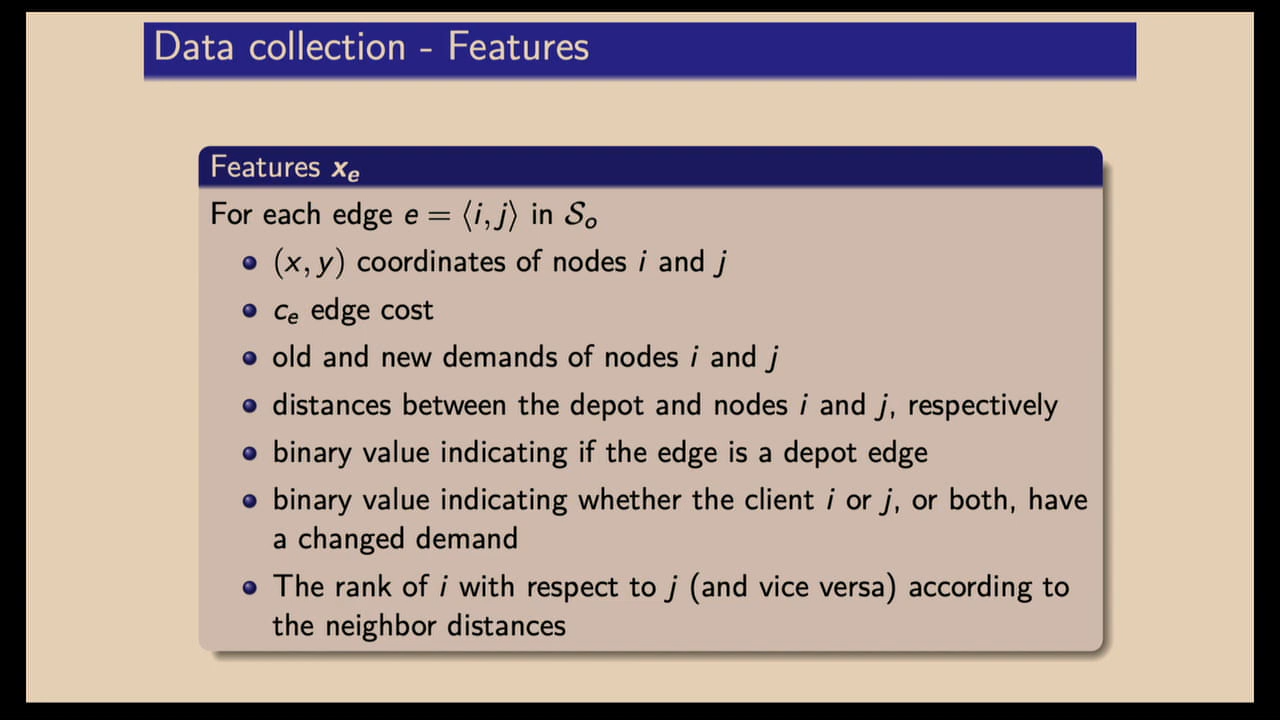 Data collection - Features
Features xₑ
For each edge e = ⟨i, j⟩ in 𝒮ₒ
(x, y) coordinates of nodes i and j
cₑ edge cost
old and new demands of nodes i and j
distances between the depot and nodes i and j, respectively
binary value indicating if the edge is a depot edge
binary value indicating whether the client i or j, or both, have
a changed demand
The rank of i with respect to j (and vice versa) according to
the neighbor distances